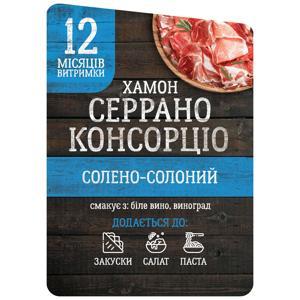 12
МІСЯЦІВ
ВИТРИМКИ
ХАМОН
СЕРРАНО
КОНСОРЦІО
СОЛЕНО-СОЛОНИЙ
смакує з: біле вино, виноград
ДОДАЄТЬСЯ ДО:
ЗАКУСКИ САЛАТ ПАСТА